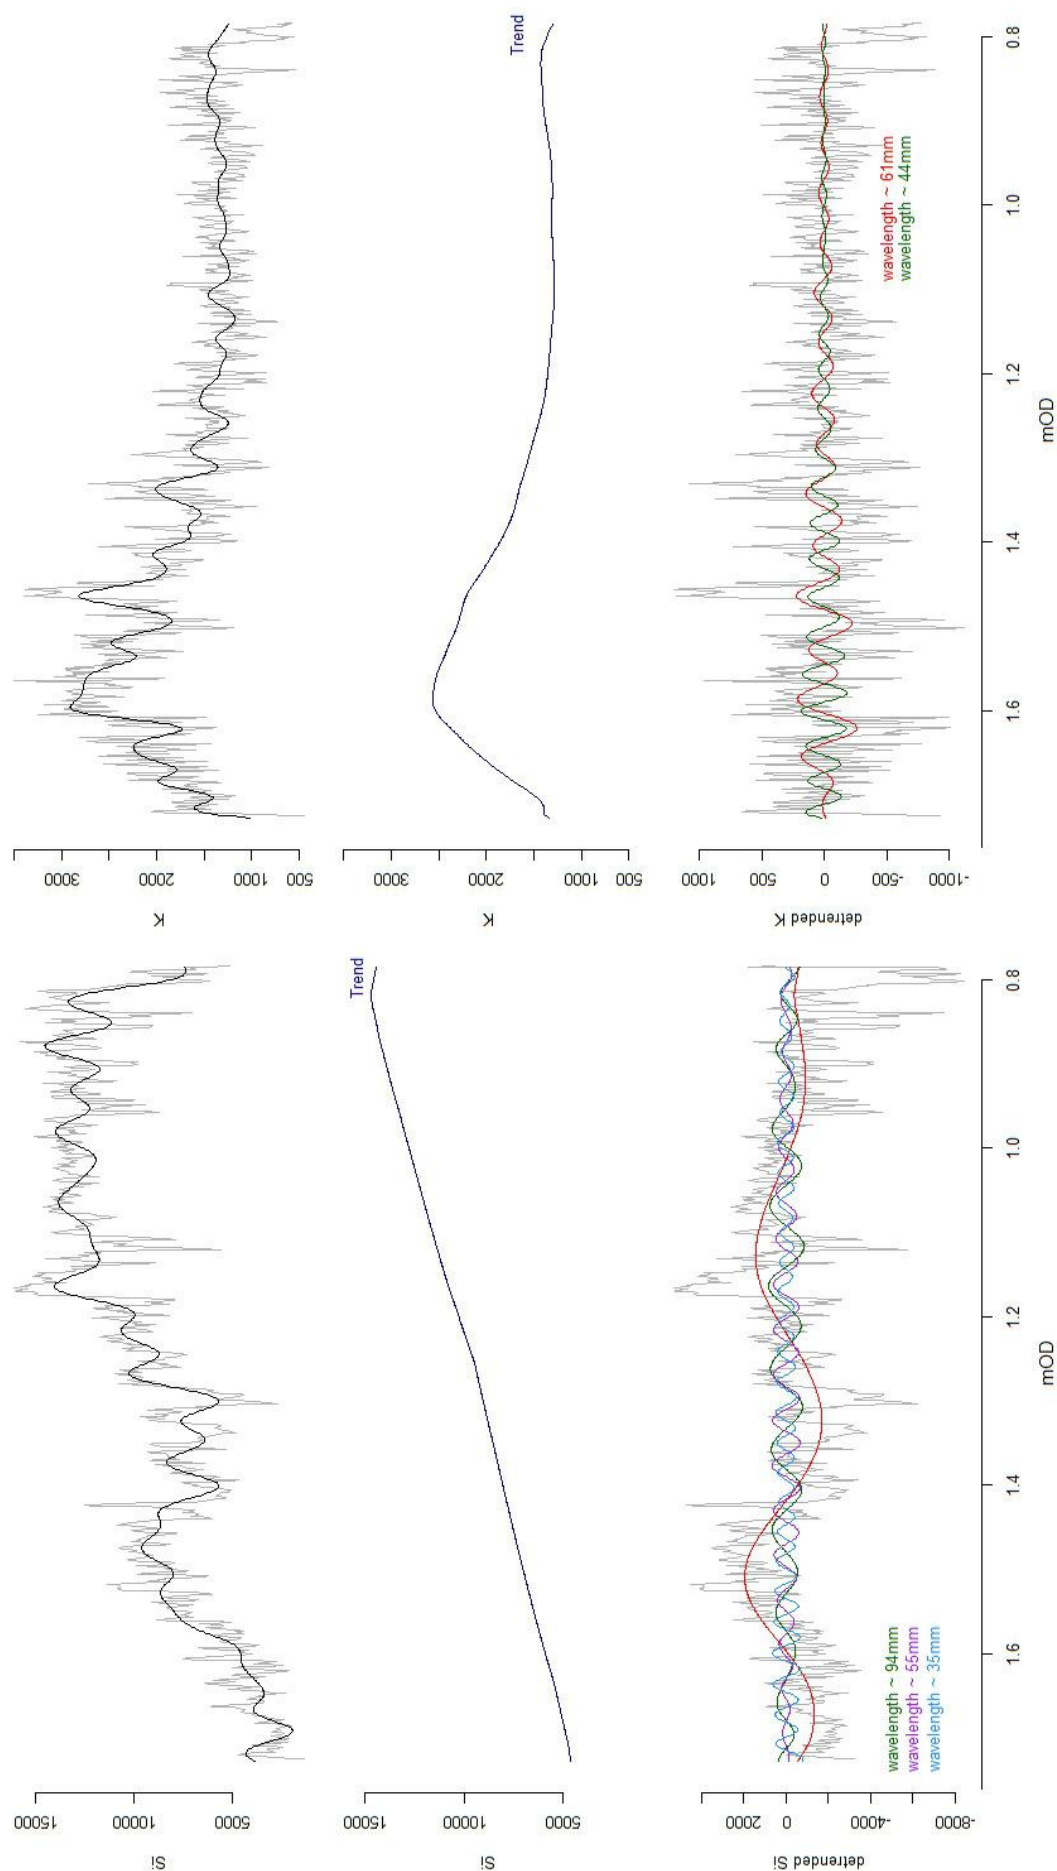 Si
15000
10000
5000
Si
15000
10000
5000
Trend
detrended Si
2000
0
-4000
-8000
wavelength ~ 94mm
wavelength ~ 55mm
wavelength ~ 35mm
1.6 1.4 1.2 1.0 0.8
mOD
K
3000
2000
1000
500
K
3000
2000
1000
500
Trend
detrended K
1000
500
0
-500
-1000
wavelength ~ 61mm
wavelength ~ 44mm
1.6 1.4 1.2 1.0 0.8
mOD